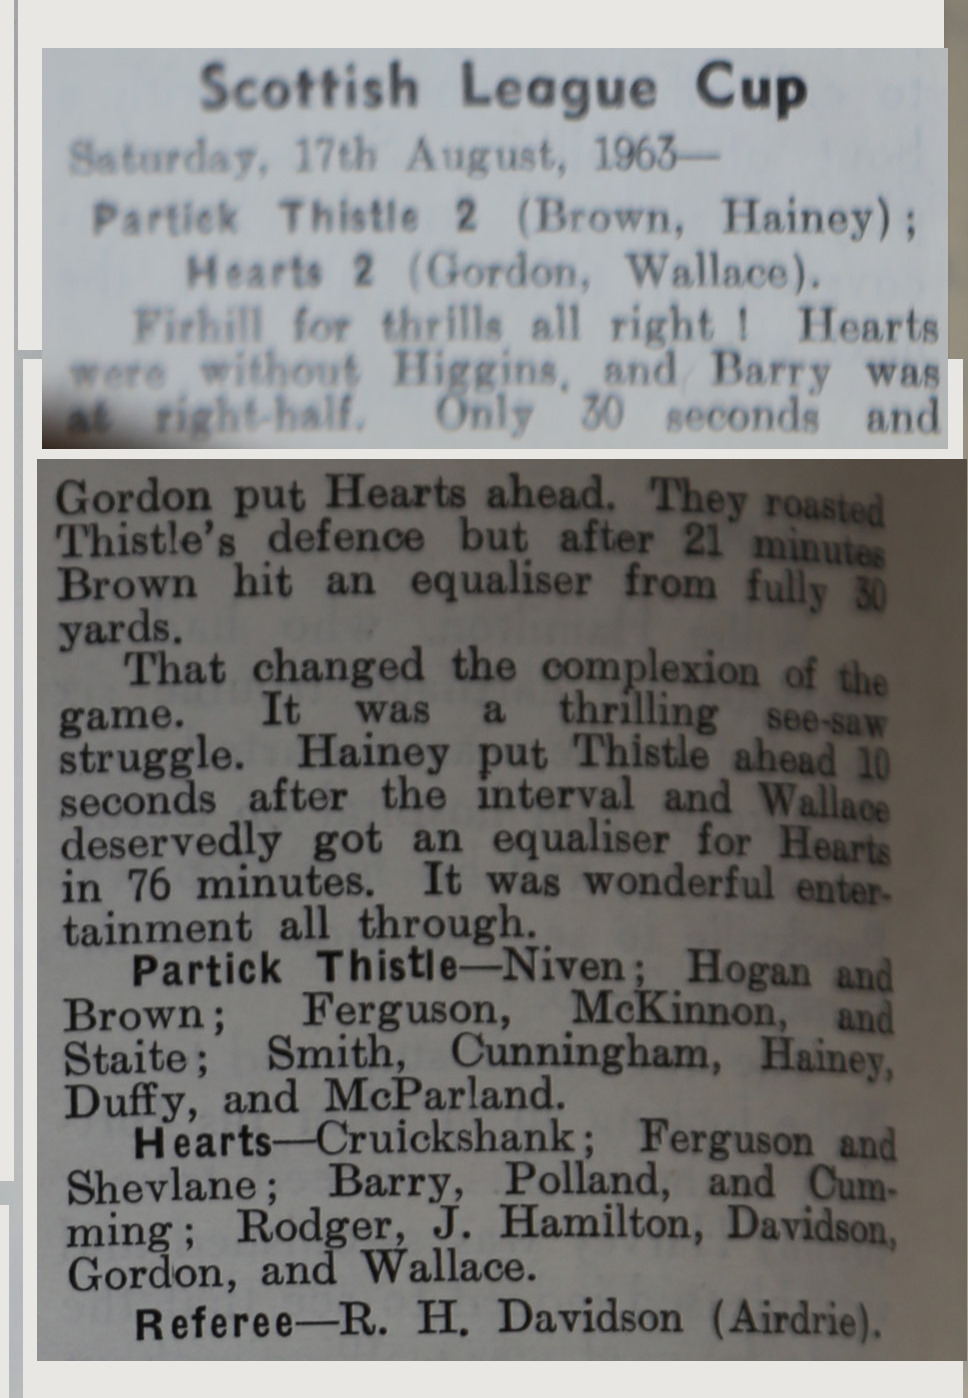 Scottish League Cup
Saturday, 17th August, 1963—
Partick Thistle 2 (Brown, Hainey);
Hearts 2 (Gordon, Wallace).
Firhill for thrills all right ! Hearts
were without Higgins, and Barry was
at right-half. Only 30 seconds and
Gordon put Hearts ahead. They roasted
Thistle's defence but after 21 minutes
Brown hit an equaliser from fully 30
yards.
That changed the complexion of the
game. It was a thrilling see-saw
struggle. Hainey put Thistle ahead 10
seconds after the interval and Wallace
deservedly got an equaliser for Hearts
in 76 minutes. It was wonderful enter-
tainment all through.
Partick Thistle—Niven; Hogan and
Brown; Ferguson, McKinnon, and
Staite; Smith, Cunningham, Hainey,
Duffy, and McParland.
Hearts—Cruickshank; Ferguson and
Shevlane; Barry, Polland, and Cum-
ming; Rodger, J. Hamilton, Davidson,
Gordon, and Wallace.
Referee—R. H. Davidson (Airdrie).